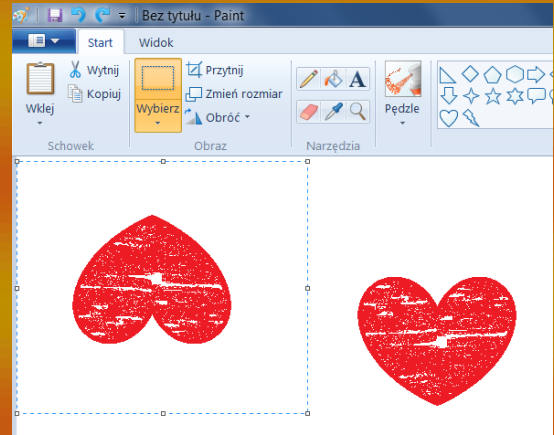 Bez tytułu - Paint
Start Widok
Wklej
Wytnij
Kopiuj
Schowek
Wybierz
Przytnij
Zmień rozmiar
Obróć
Obraz
A
Narzędzia
Pędzle